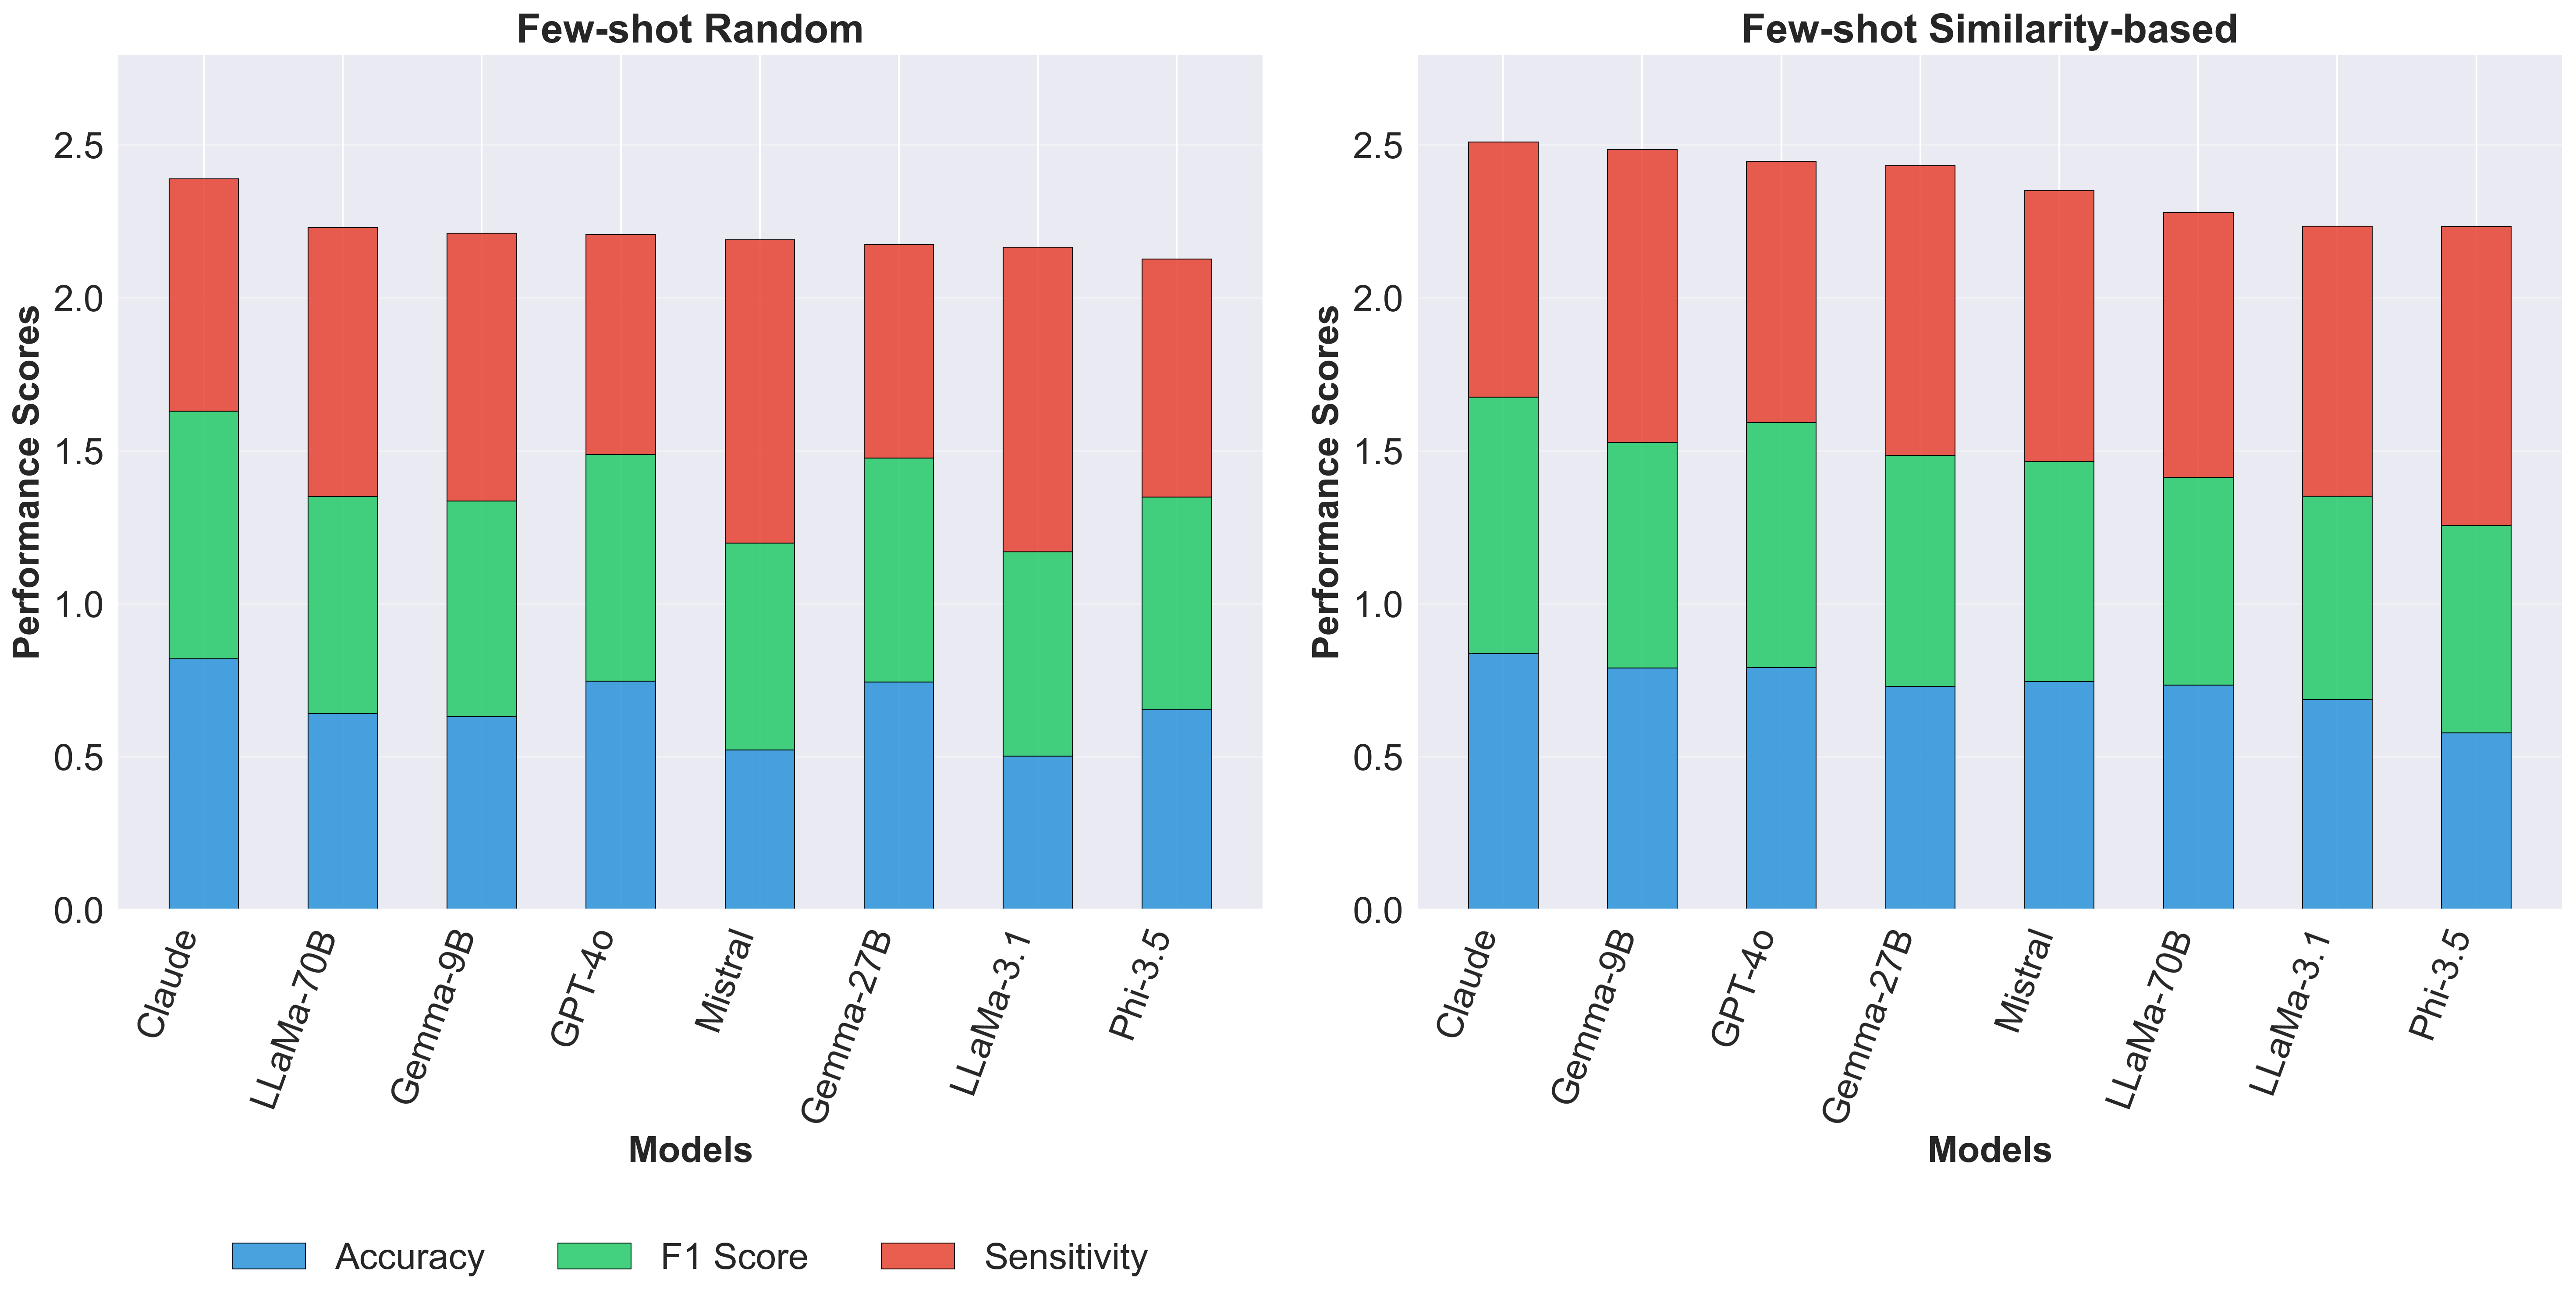 Few-shot Random
Performance Scores
2.5
2.0
1.5
1.0
0.5
0.0
Claude
LLaMa-70B
Gemma-9B
GPT-4o
Mistral
Gemma-27B
LLaMa-3.1
Phi-3.5
Models
Few-shot Similarity-based
Performance Scores
2.5
2.0
1.5
1.0
0.5
0.0
Claude
Gemma-9B
GPT-4o
Gemma-27B
Mistral
LLaMa-70B
LLaMa-3.1
Phi-3.5
Models
Accuracy
F1 Score
Sensitivity